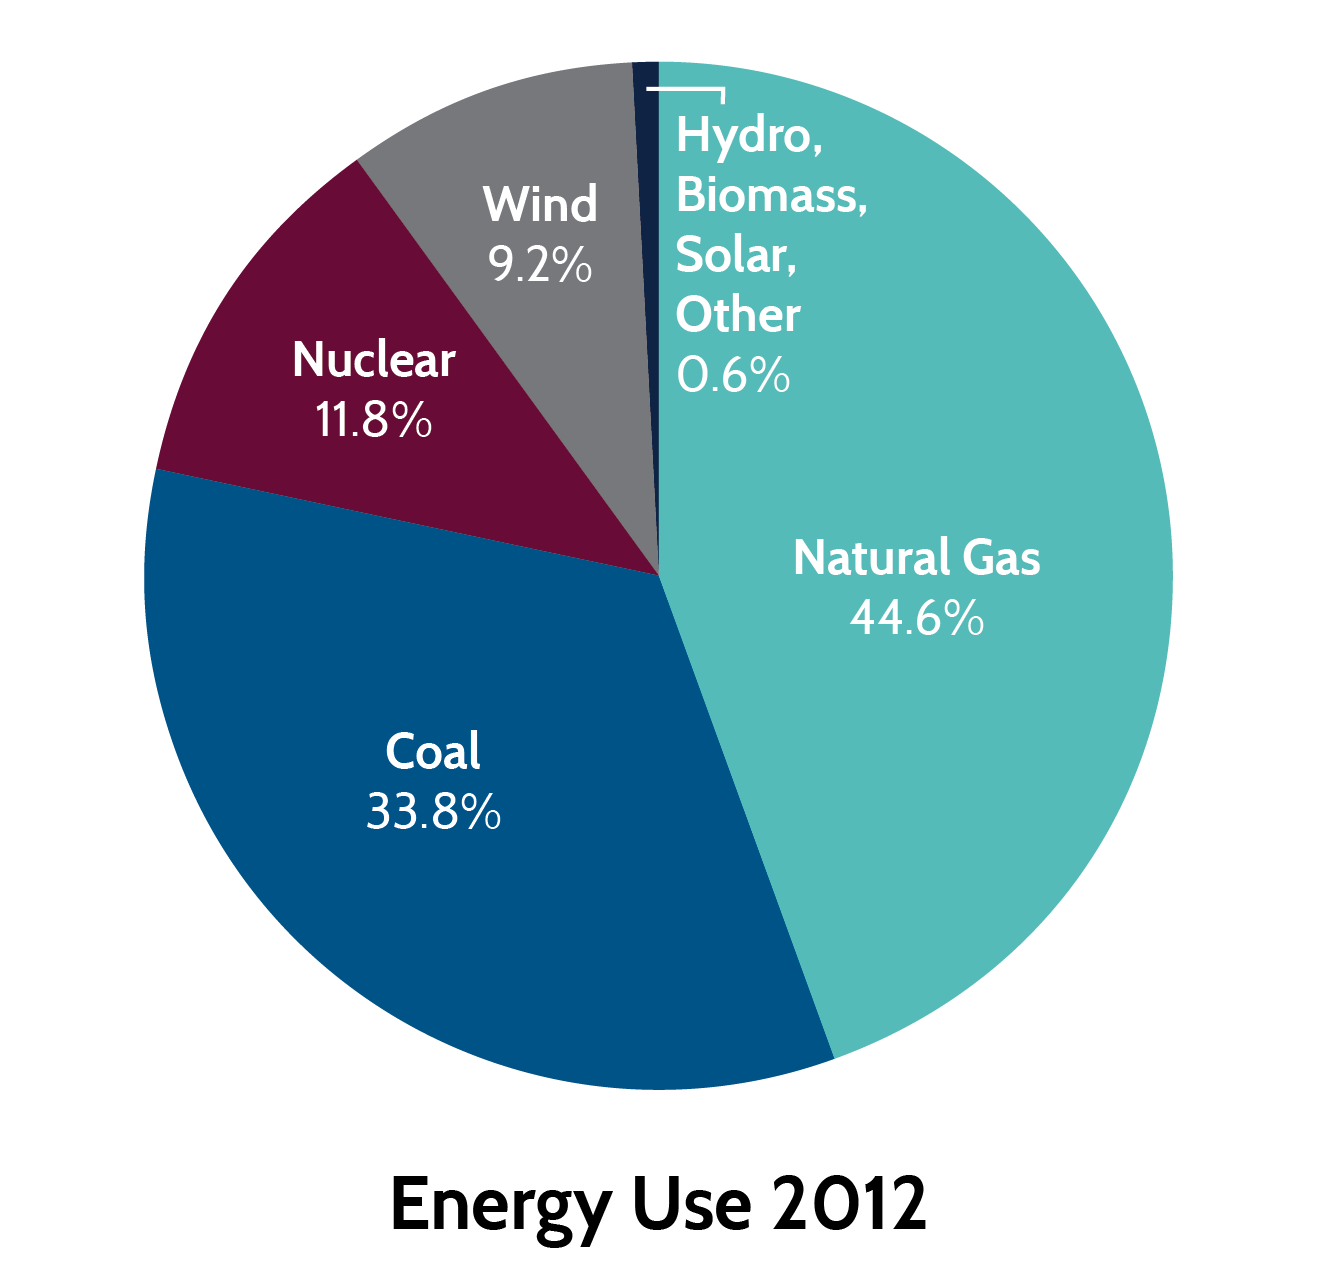 Hydro,
Biomass,
Solar,
Other
0.6%
Wind
9.2%
Nuclear
11.8%
Natural Gas
44.6%
Coal
33.8%
Energy Use 2012